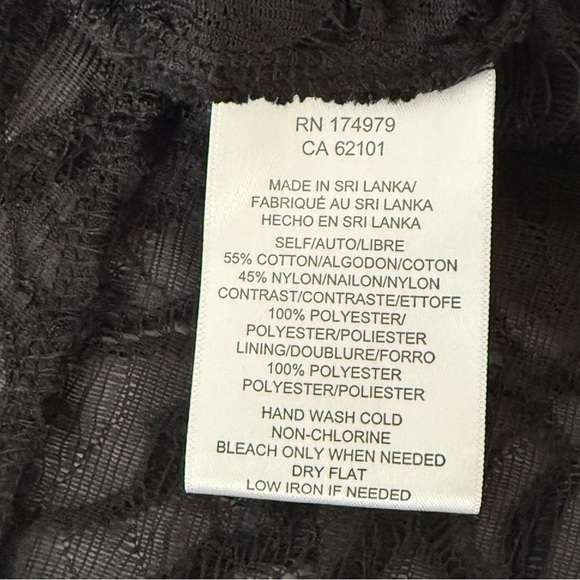 RN 174979
CA 62101
MADE IN SRI LANKA/
FABRIQUÉ AU SRI LANKA
HECHO EN SRI LANKA
SELF/AUTO/LIBRE
55% COTTON/ALGODON/COTON
45% NYLON/NAILON/NYLON
CONTRAST/CONTRASTE/ETTOFE
100% POLYESTER/
POLYESTER/POLIESTER
LINING/DOUBLURE/FORRO
100% POLYESTER
POLYESTER/POLIESTER
HAND WASH COLD
NON-CHLORINE
BLEACH ONLY WHEN NEEDED
DRY FLAT
LOW IRON IF NEEDED